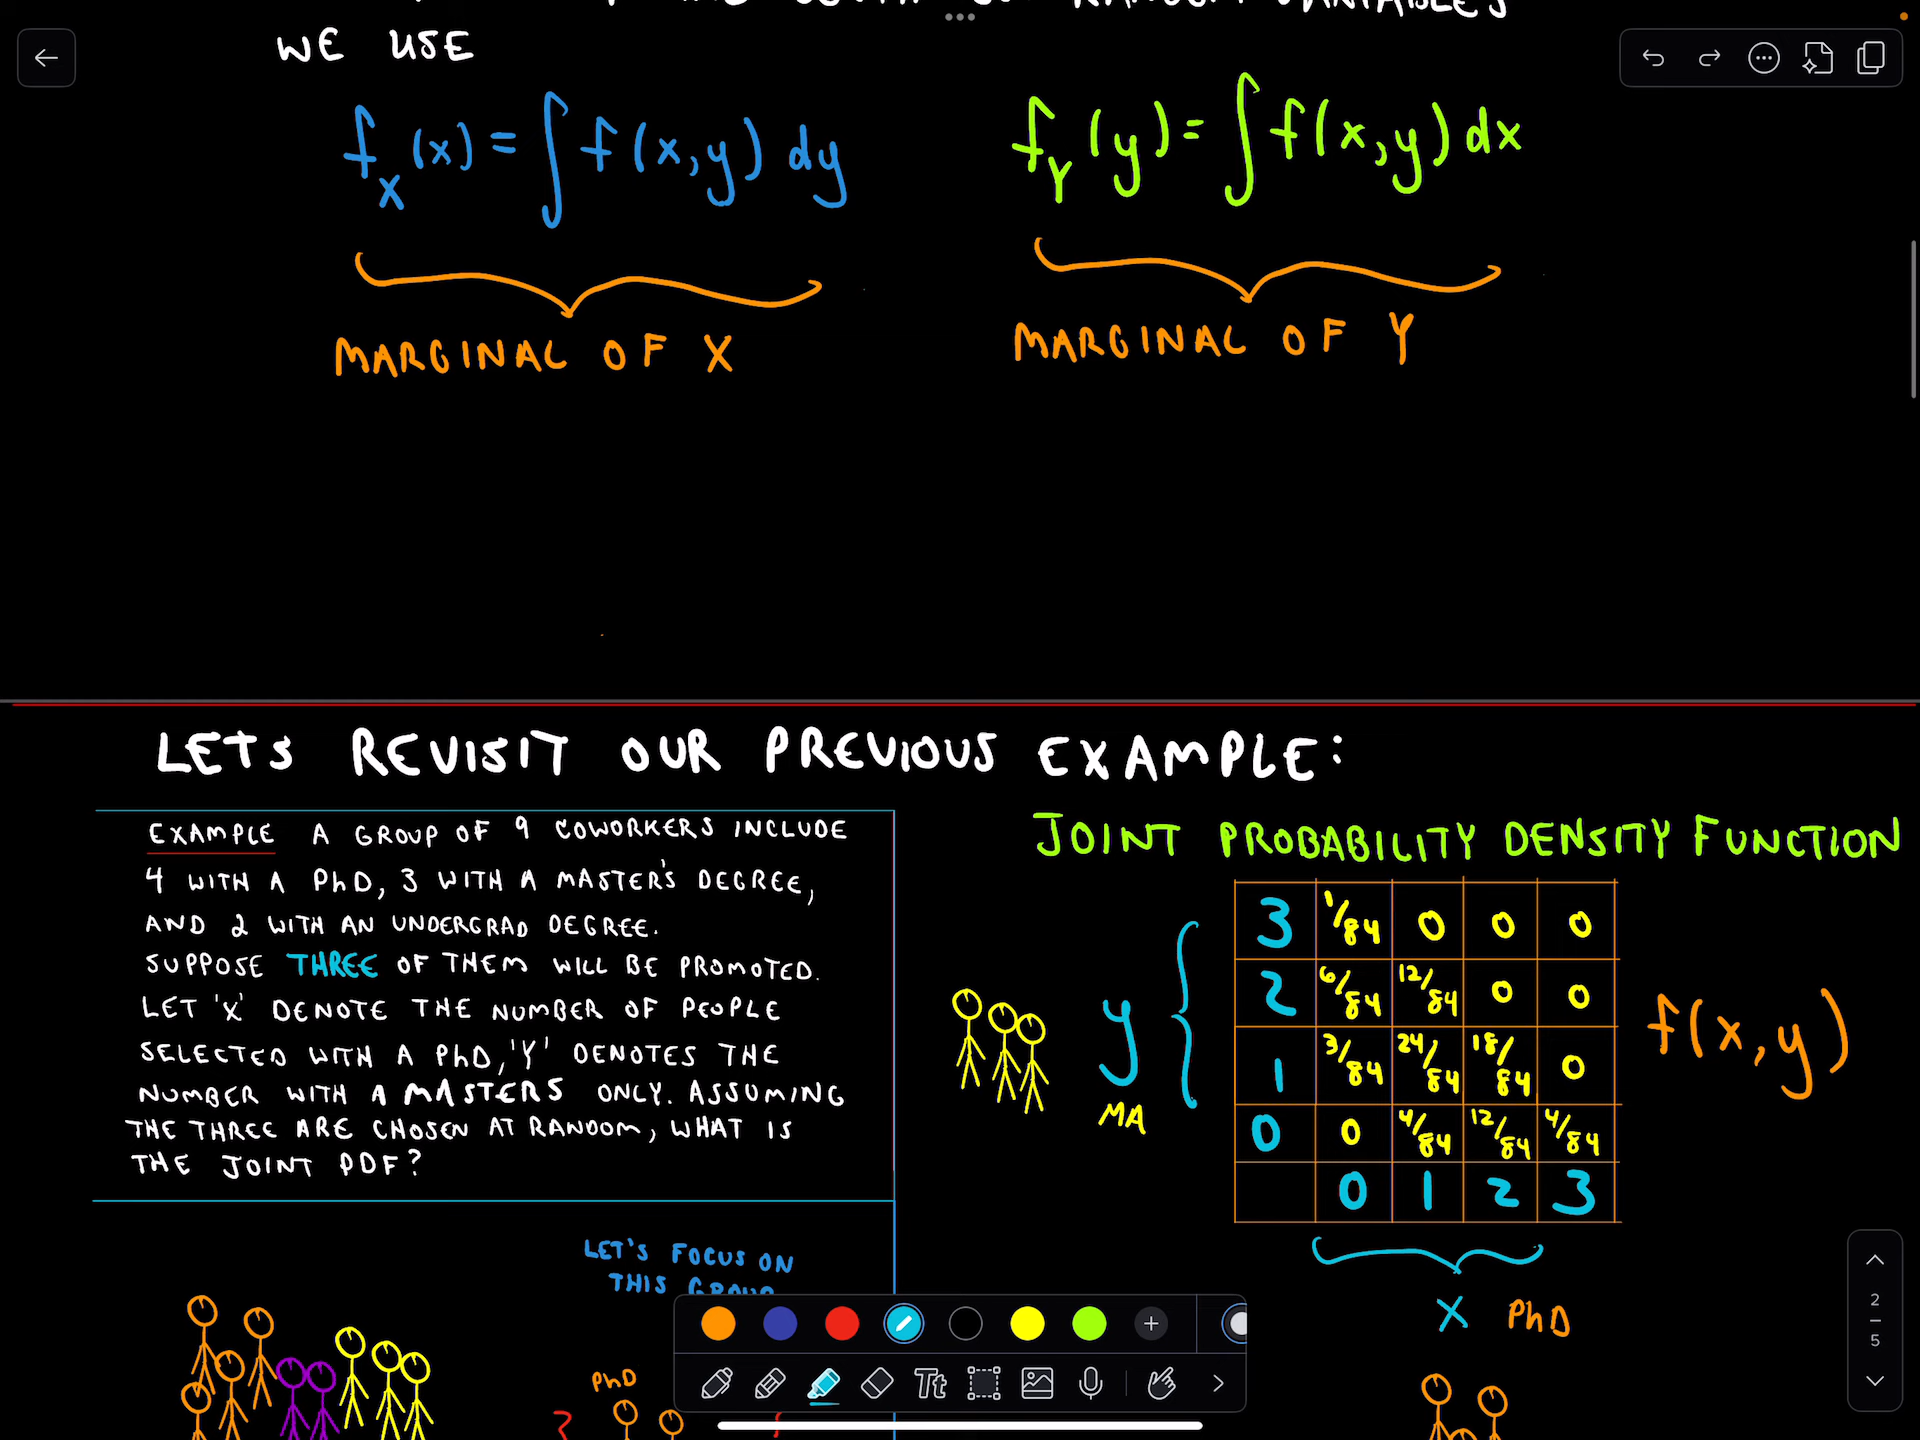 WE USE
f_X(x) = ∫ f(x,y) dy
f_Y(y) = ∫ f(x,y) dx
MARGINAL OF X
MARGINAL OF Y
LETS REVISIT OUR PREVIOUS EXAMPLE:
EXAMPLE A GROUP OF 9 COWORKERS INCLUDE
4 WITH A PhD, 3 WITH A MASTER'S DEGREE,
AND 2 WITH AN UNDERGRAD DEGREE.
SUPPOSE THREE OF THEM WILL BE PROMOTED.
LET 'X' DENOTE THE NUMBER OF PEOPLE
SELECTED WITH A PhD, 'Y' DENOTES THE
NUMBER WITH A MASTERS ONLY. ASSUMING
THE THREE ARE CHOSEN AT RANDOM, WHAT IS
THE JOINT PDF?
JOINT PROBABILITY DENSITY FUNCTION
3 1/84 0 0 0
2 6/84 12/84 0 0
1 3/84 24/84 18/84 0
0 0 4/84 12/84 4/84
0 1 2 3
y
MA
f(x,y)
X PhD
LET'S FOCUS ON
THIS GROUP
PhD
Tt
2
5